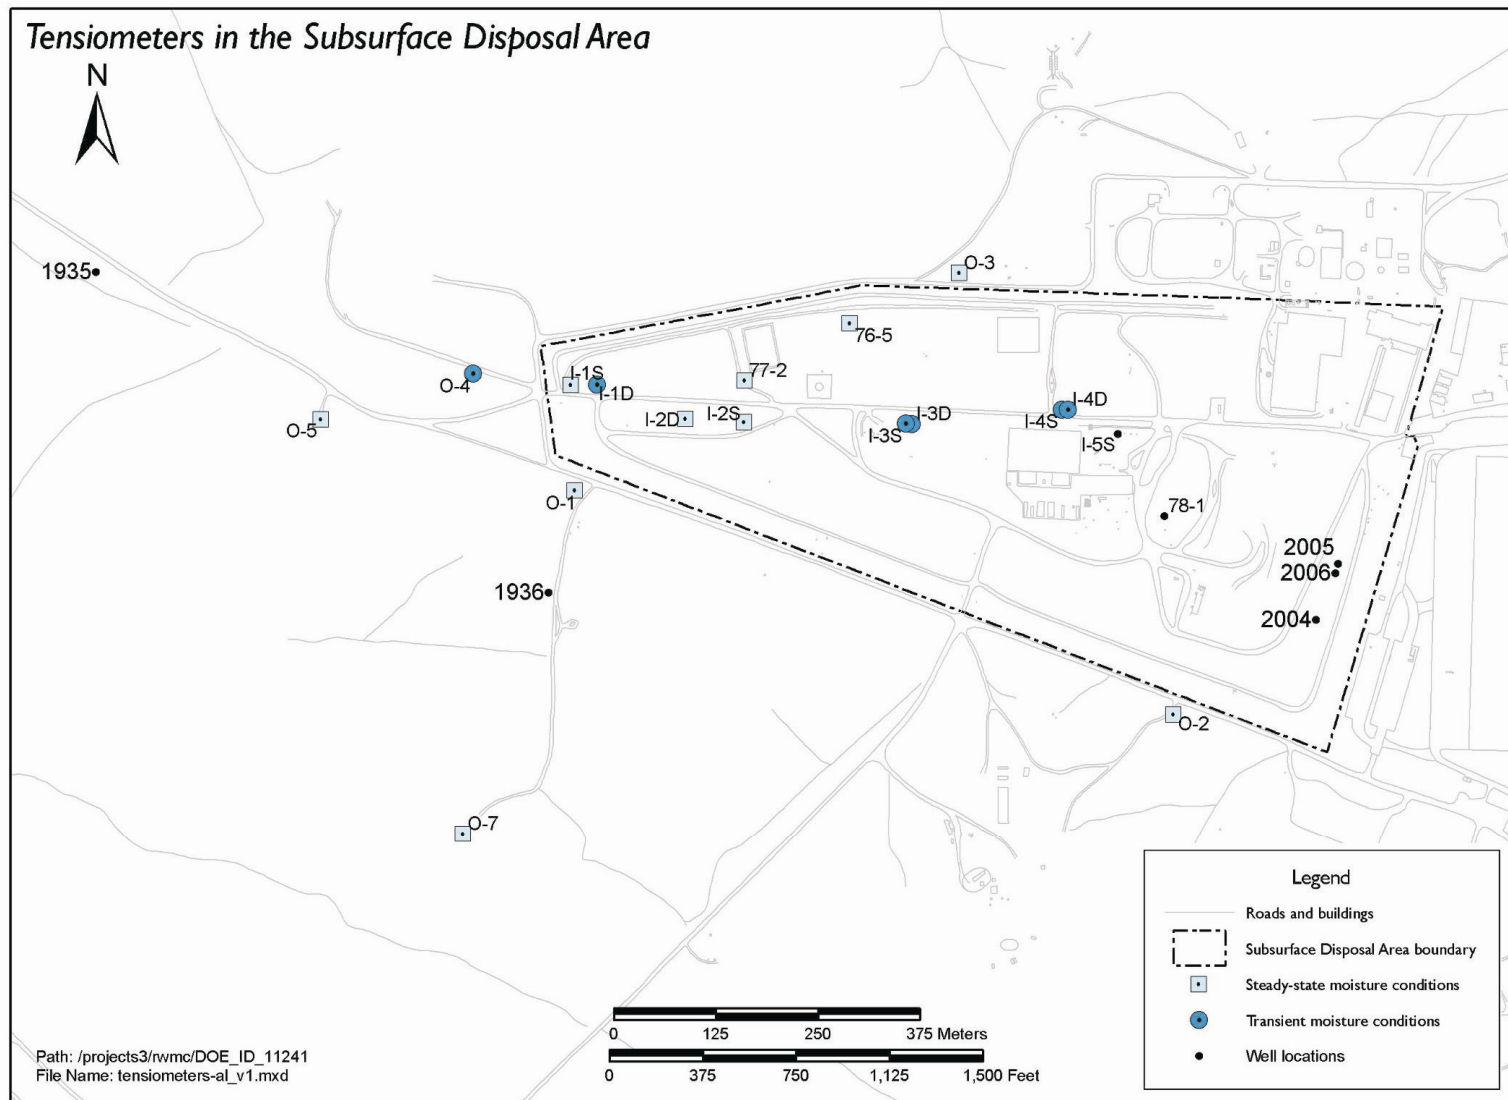 Tensiometers in the Subsurface Disposal Area
N
1935
O-3
76-5
O-4
I-1S
I-1D
77-2
I-4D
O-5
I-2D
I-2S
I-3D
I-3S
I-4S
I-5S
O-1
78-1
2005
2006
1936
2004
O-2
O-7
Legend
Roads and buildings
Subsurface Disposal Area boundary
Steady-state moisture conditions
Transient moisture conditions
Well locations
0 125 250 375 Meters
0 375 750 1,125 1,500 Feet
Path: /projects3/rwmc/DOE_ID_11241
File Name: tensiometers-al_v1.mxd